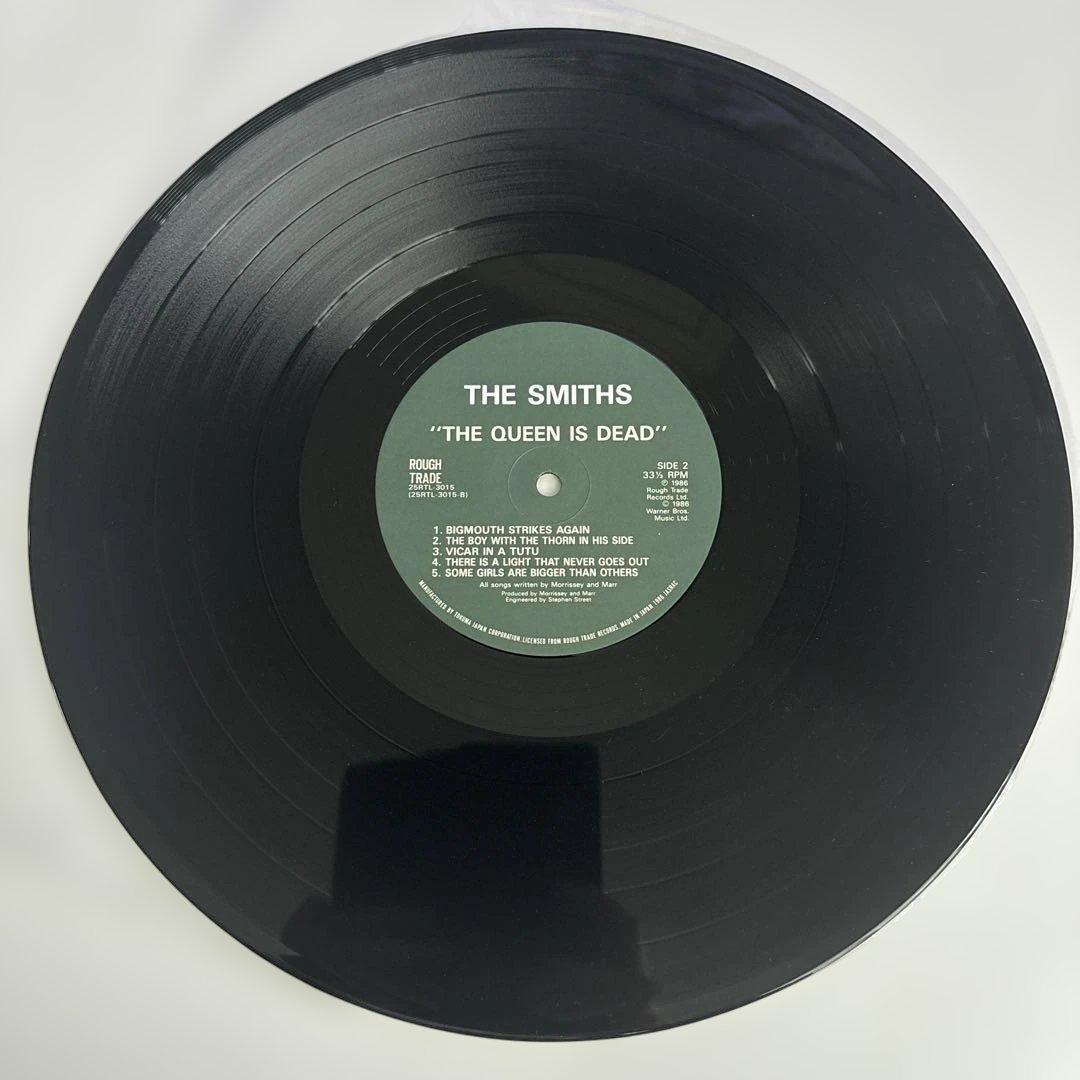 THE SMITHS
"THE QUEEN IS DEAD"
ROUGH
TRADE
25RTL-3015
(25RTL-3015-B)
SIDE 2
33⅓ RPM
℗ 1986
Rough Trade
Records Ltd.
© 1986
Warner Bros.
Music Ltd.
1. BIGMOUTH STRIKES AGAIN
2. THE BOY WITH THE THORN IN HIS SIDE
3. VICAR IN A TUTU
4. THERE IS A LIGHT THAT NEVER GOES OUT
5. SOME GIRLS ARE BIGGER THAN OTHERS
All songs written by Morrissey and Marr
Produced by Morrissey and Marr
Engineered by Stephen Street
MANUFACTURED BY TOKUMA JAPAN CORPORATION. LICENSED FROM ROUGH TRADE RECORDS. MADE IN JAPAN 1986 JASRAC